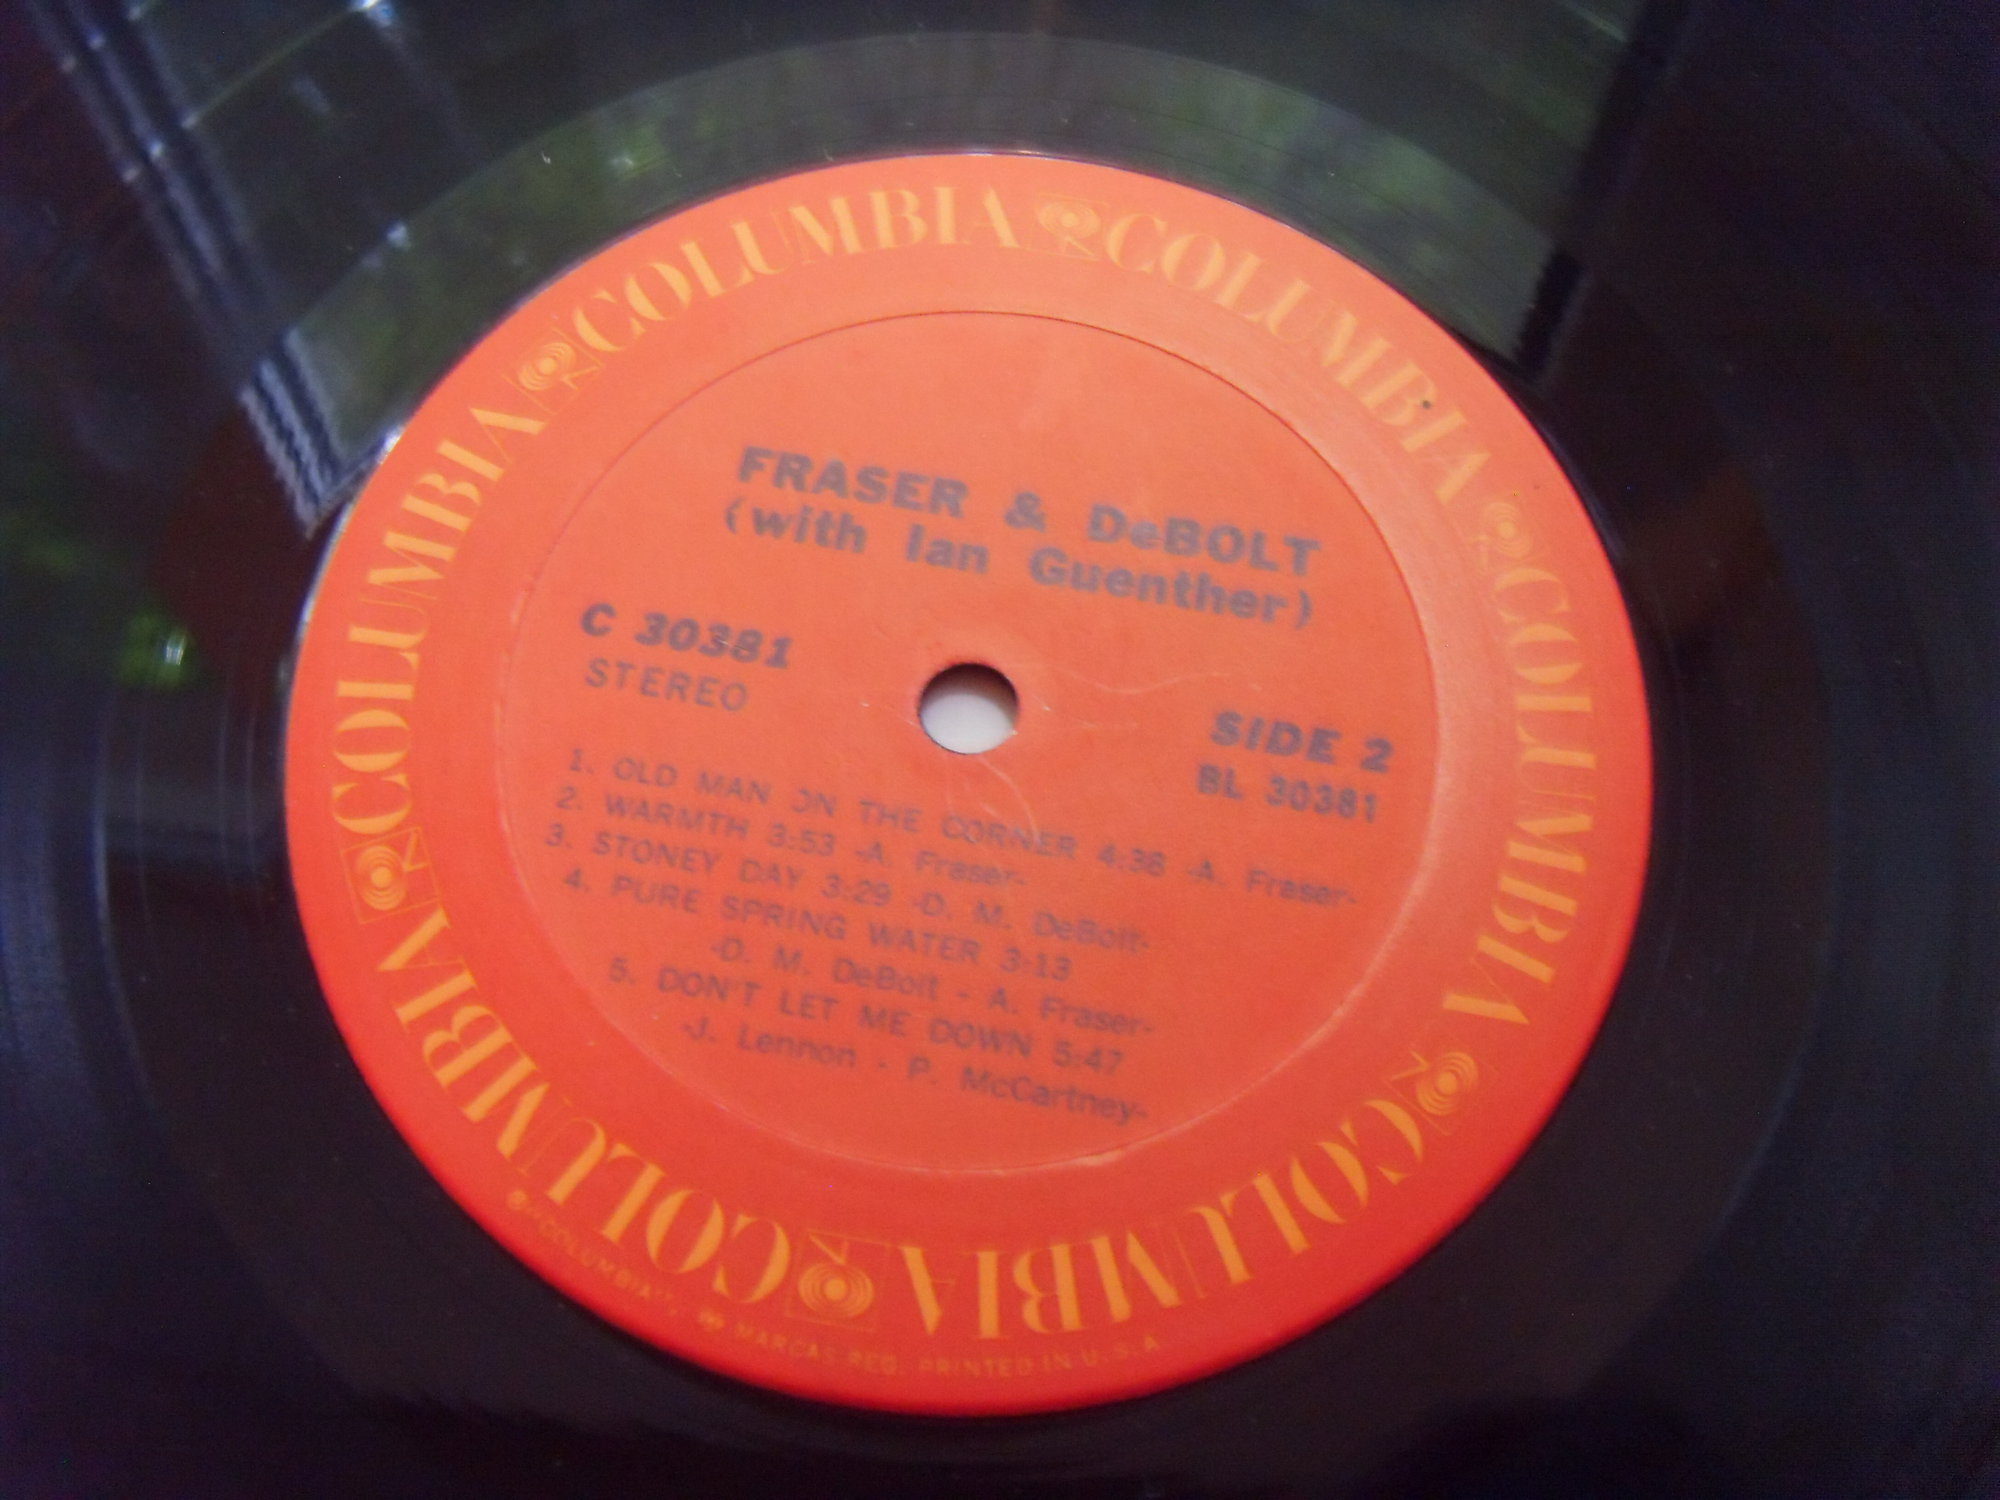 COLUMBIA COLUMBIA COLUMBIA COLUMBIA COLUMBIA COLUMBIA
FRASER & DeBOLT
(with Ian Guenther)
C 30381
STEREO
SIDE 2
BL 30381
1. OLD MAN ON THE CORNER 4:36 -A. Fraser-
2. WARMTH 3:53 -A. Fraser-
3. STONEY DAY 3:29 -D. M. DeBolt-
4. PURE SPRING WATER 3:13
-D. M. DeBolt - A. Fraser-
5. DON'T LET ME DOWN 5:47
-J. Lennon - P. McCartney-
® "COLUMBIA", MARCAS REG. PRINTED IN U.S.A.